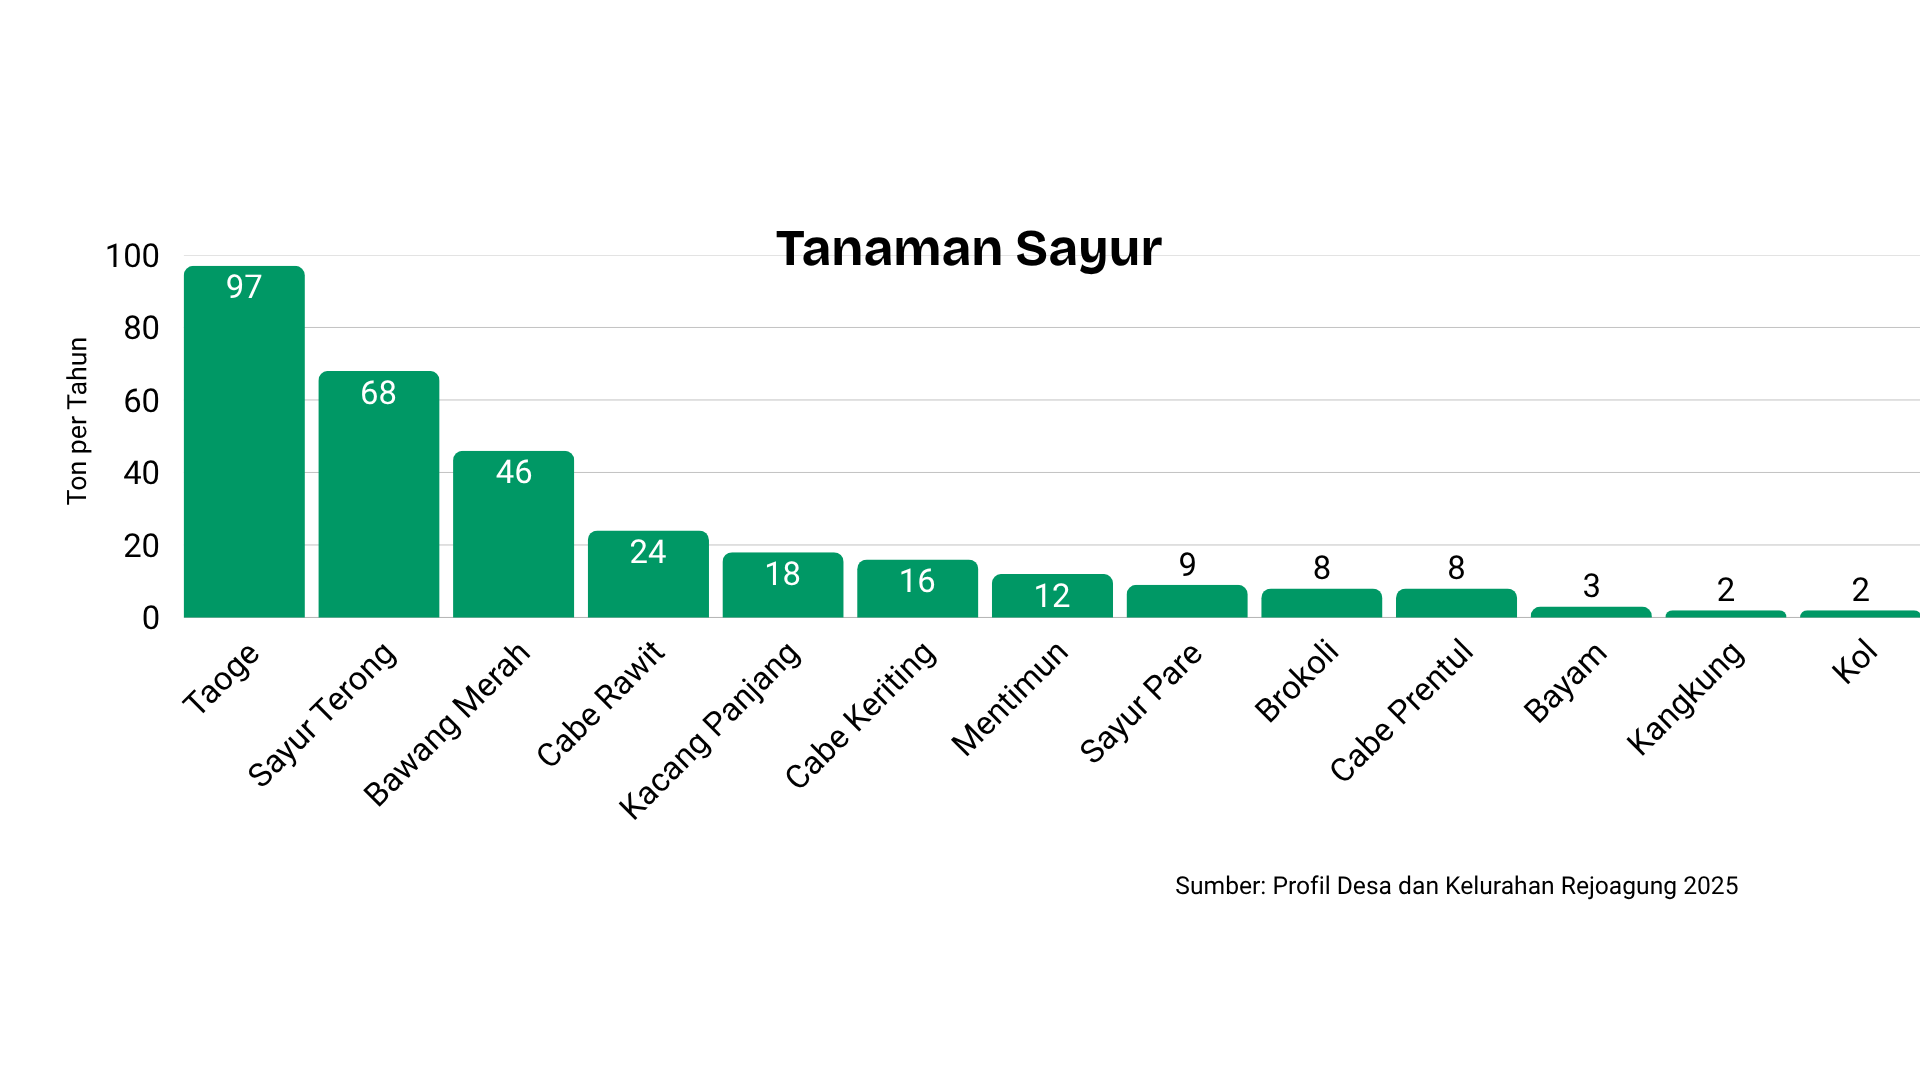 Tanaman Sayur
Ton per Tahun
100
80
60
40
20
0
97
68
46
24
18
16
12
9
8
8
3
2
2
Taoge
Sayur Terong
Bawang Merah
Cabe Rawit
Kacang Panjang
Cabe Keriting
Mentimun
Sayur Pare
Brokoli
Cabe Prentul
Bayam
Kangkung
Kol
Sumber: Profil Desa dan Kelurahan Rejoagung 2025